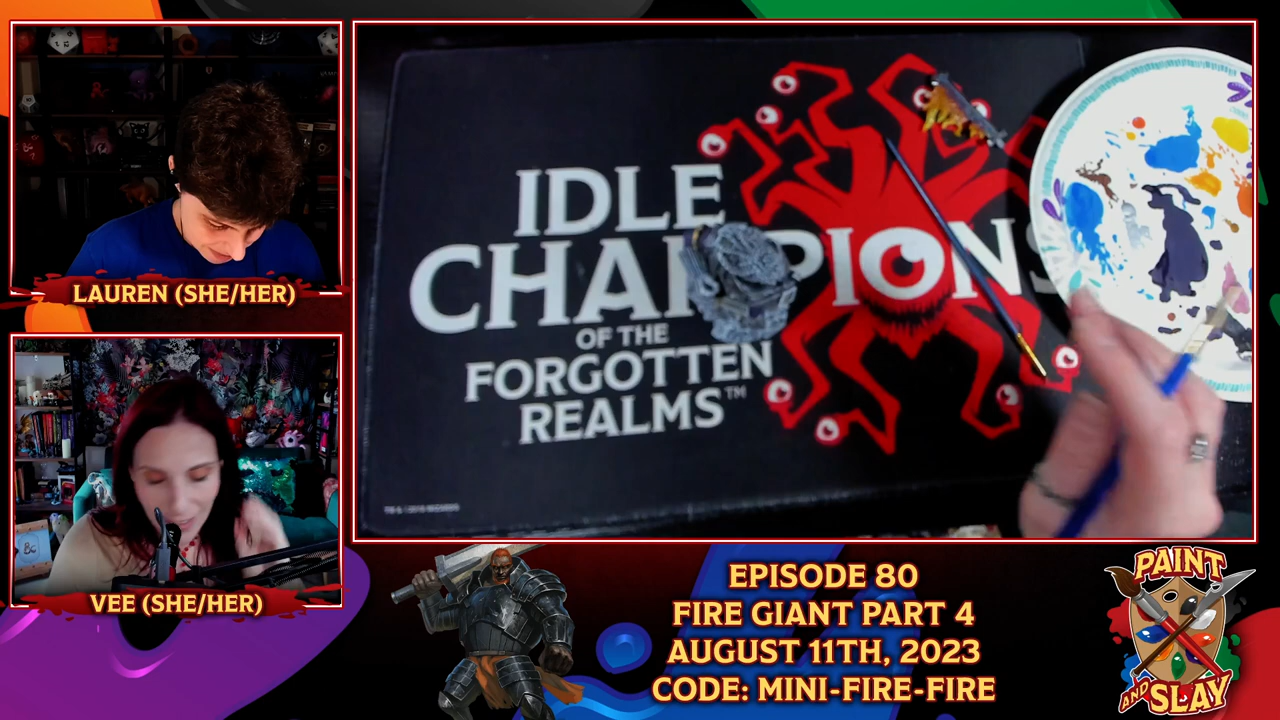 LAUREN (SHE/HER)
VEE (SHE/HER)
IDLE
CHAMPIONS
OF THE
FORGOTTEN
REALMS™
EPISODE 80
FIRE GIANT PART 4
AUGUST 11TH, 2023
CODE: MINI-FIRE-FIRE
PAINT
AND SLAY